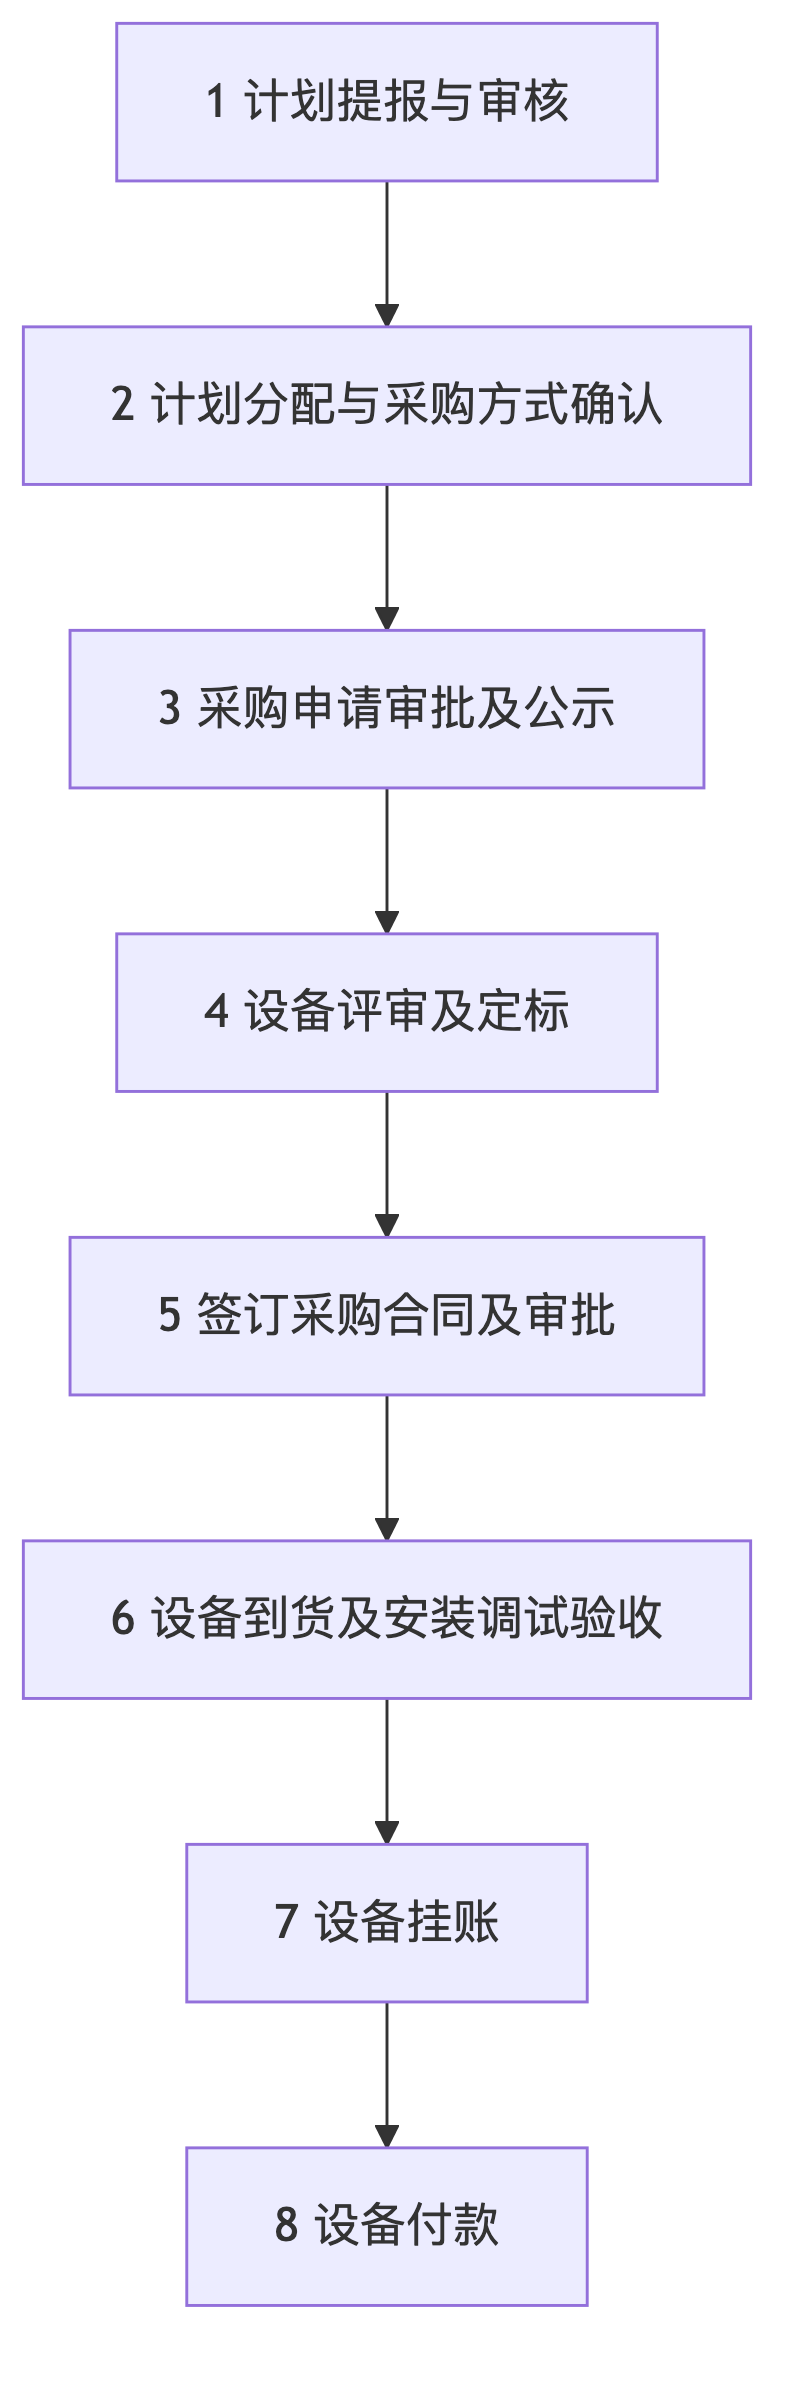 1 计划提报与审核
2 计划分配与采购方式确认
3 采购申请审批及公示
4 设备评审及定标
5 签订采购合同及审批
6 设备到货及安装调试验收
7 设备挂账
8 设备付款